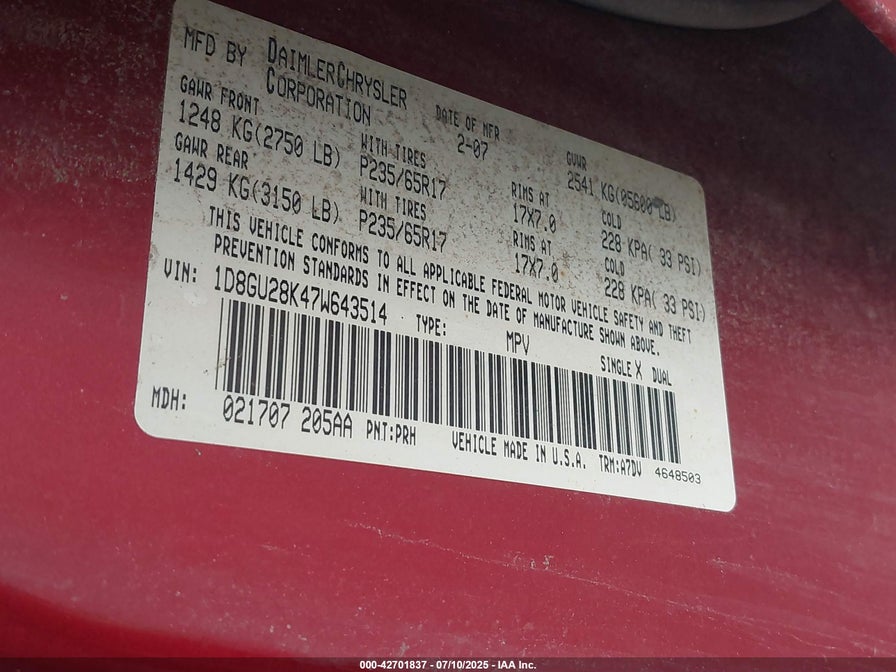 MFD BY DAIMLERCHRYSLER CORPORATION
DATE OF MFR 2-07
GVWR 2541 KG(05600 LB)
GAWR FRONT
1248 KG(2750 LB)
WITH TIRES
P235/65R17
RIMS AT
17X7.0
COLD
228 KPA( 33 PSI)
GAWR REAR
1429 KG(3150 LB)
WITH TIRES
P235/65R17
RIMS AT
17X7.0
COLD
228 KPA( 33 PSI)
THIS VEHICLE CONFORMS TO ALL APPLICABLE FEDERAL MOTOR VEHICLE SAFETY AND THEFT
PREVENTION STANDARDS IN EFFECT ON THE DATE OF MANUFACTURE SHOWN ABOVE.
VIN: 1D8GU28K47W643514 TYPE: MPV SINGLE X DUAL
MDH: 021707 205AA PNT:PRH VEHICLE MADE IN U.S.A. TRM:A7DV 4648503
000-42701837 - 07/10/2025 - IAA Inc.